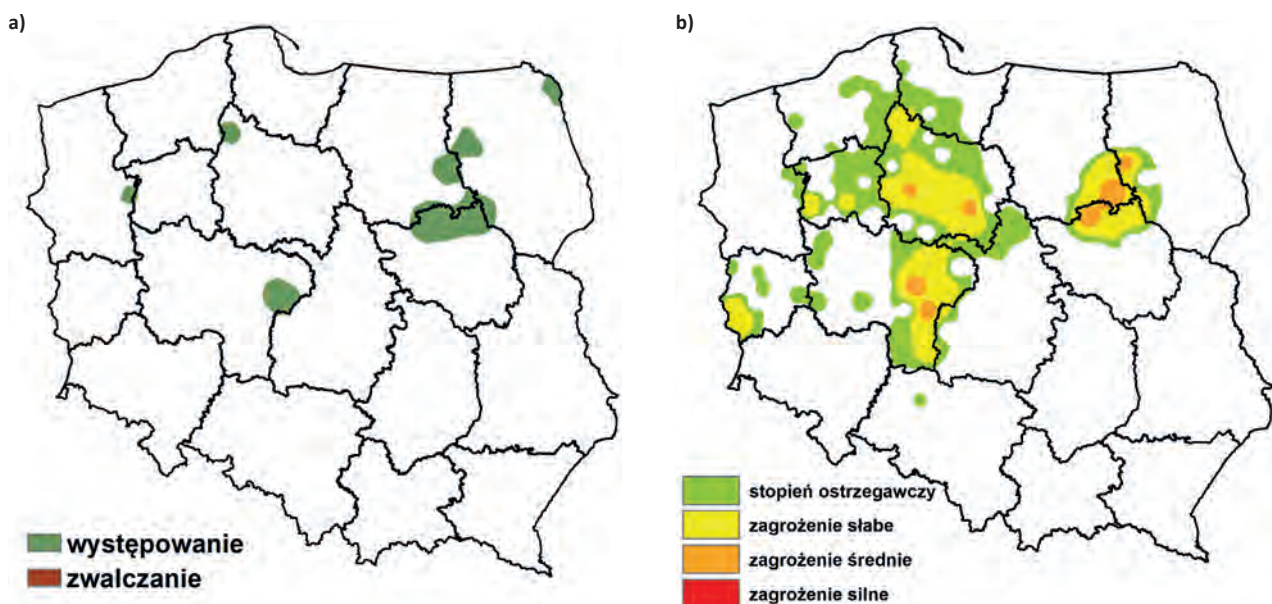 a)
występowanie
zwalczanie
b)
stopień ostrzegawczy
zagrożenie słabe
zagrożenie średnie
zagrożenie silne